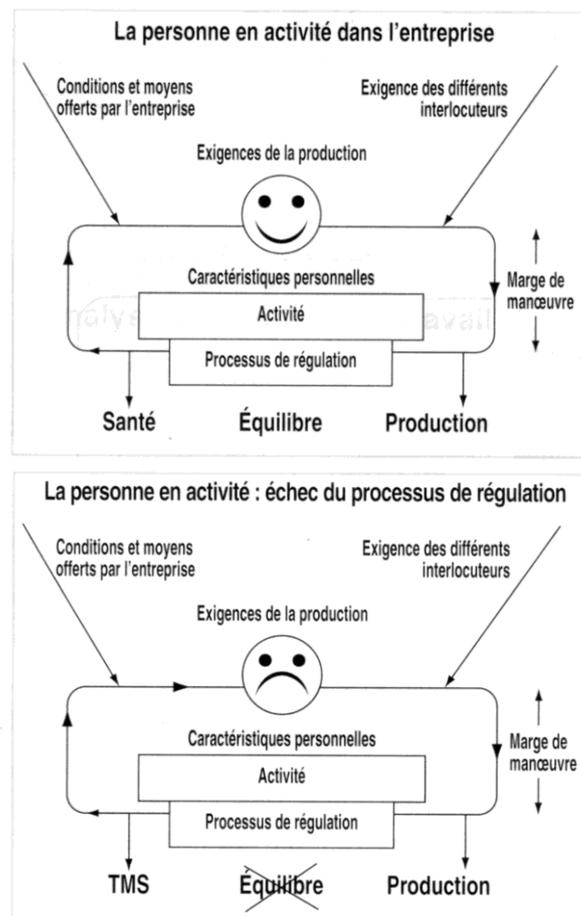 La personne en activité dans l'entreprise
Conditions et moyens
offerts par l'entreprise
Exigence des différents
interlocuteurs
Exigences de la production
Caractéristiques personnelles
Marge de
manœuvre
Activité
Processus de régulation
Santé
Équilibre
Production
La personne en activité : échec du processus de régulation
Conditions et moyens
offerts par l'entreprise
Exigence des différents
interlocuteurs
Exigences de la production
Caractéristiques personnelles
Marge de
manœuvre
Activité
Processus de régulation
TMS
Équilibre
Production